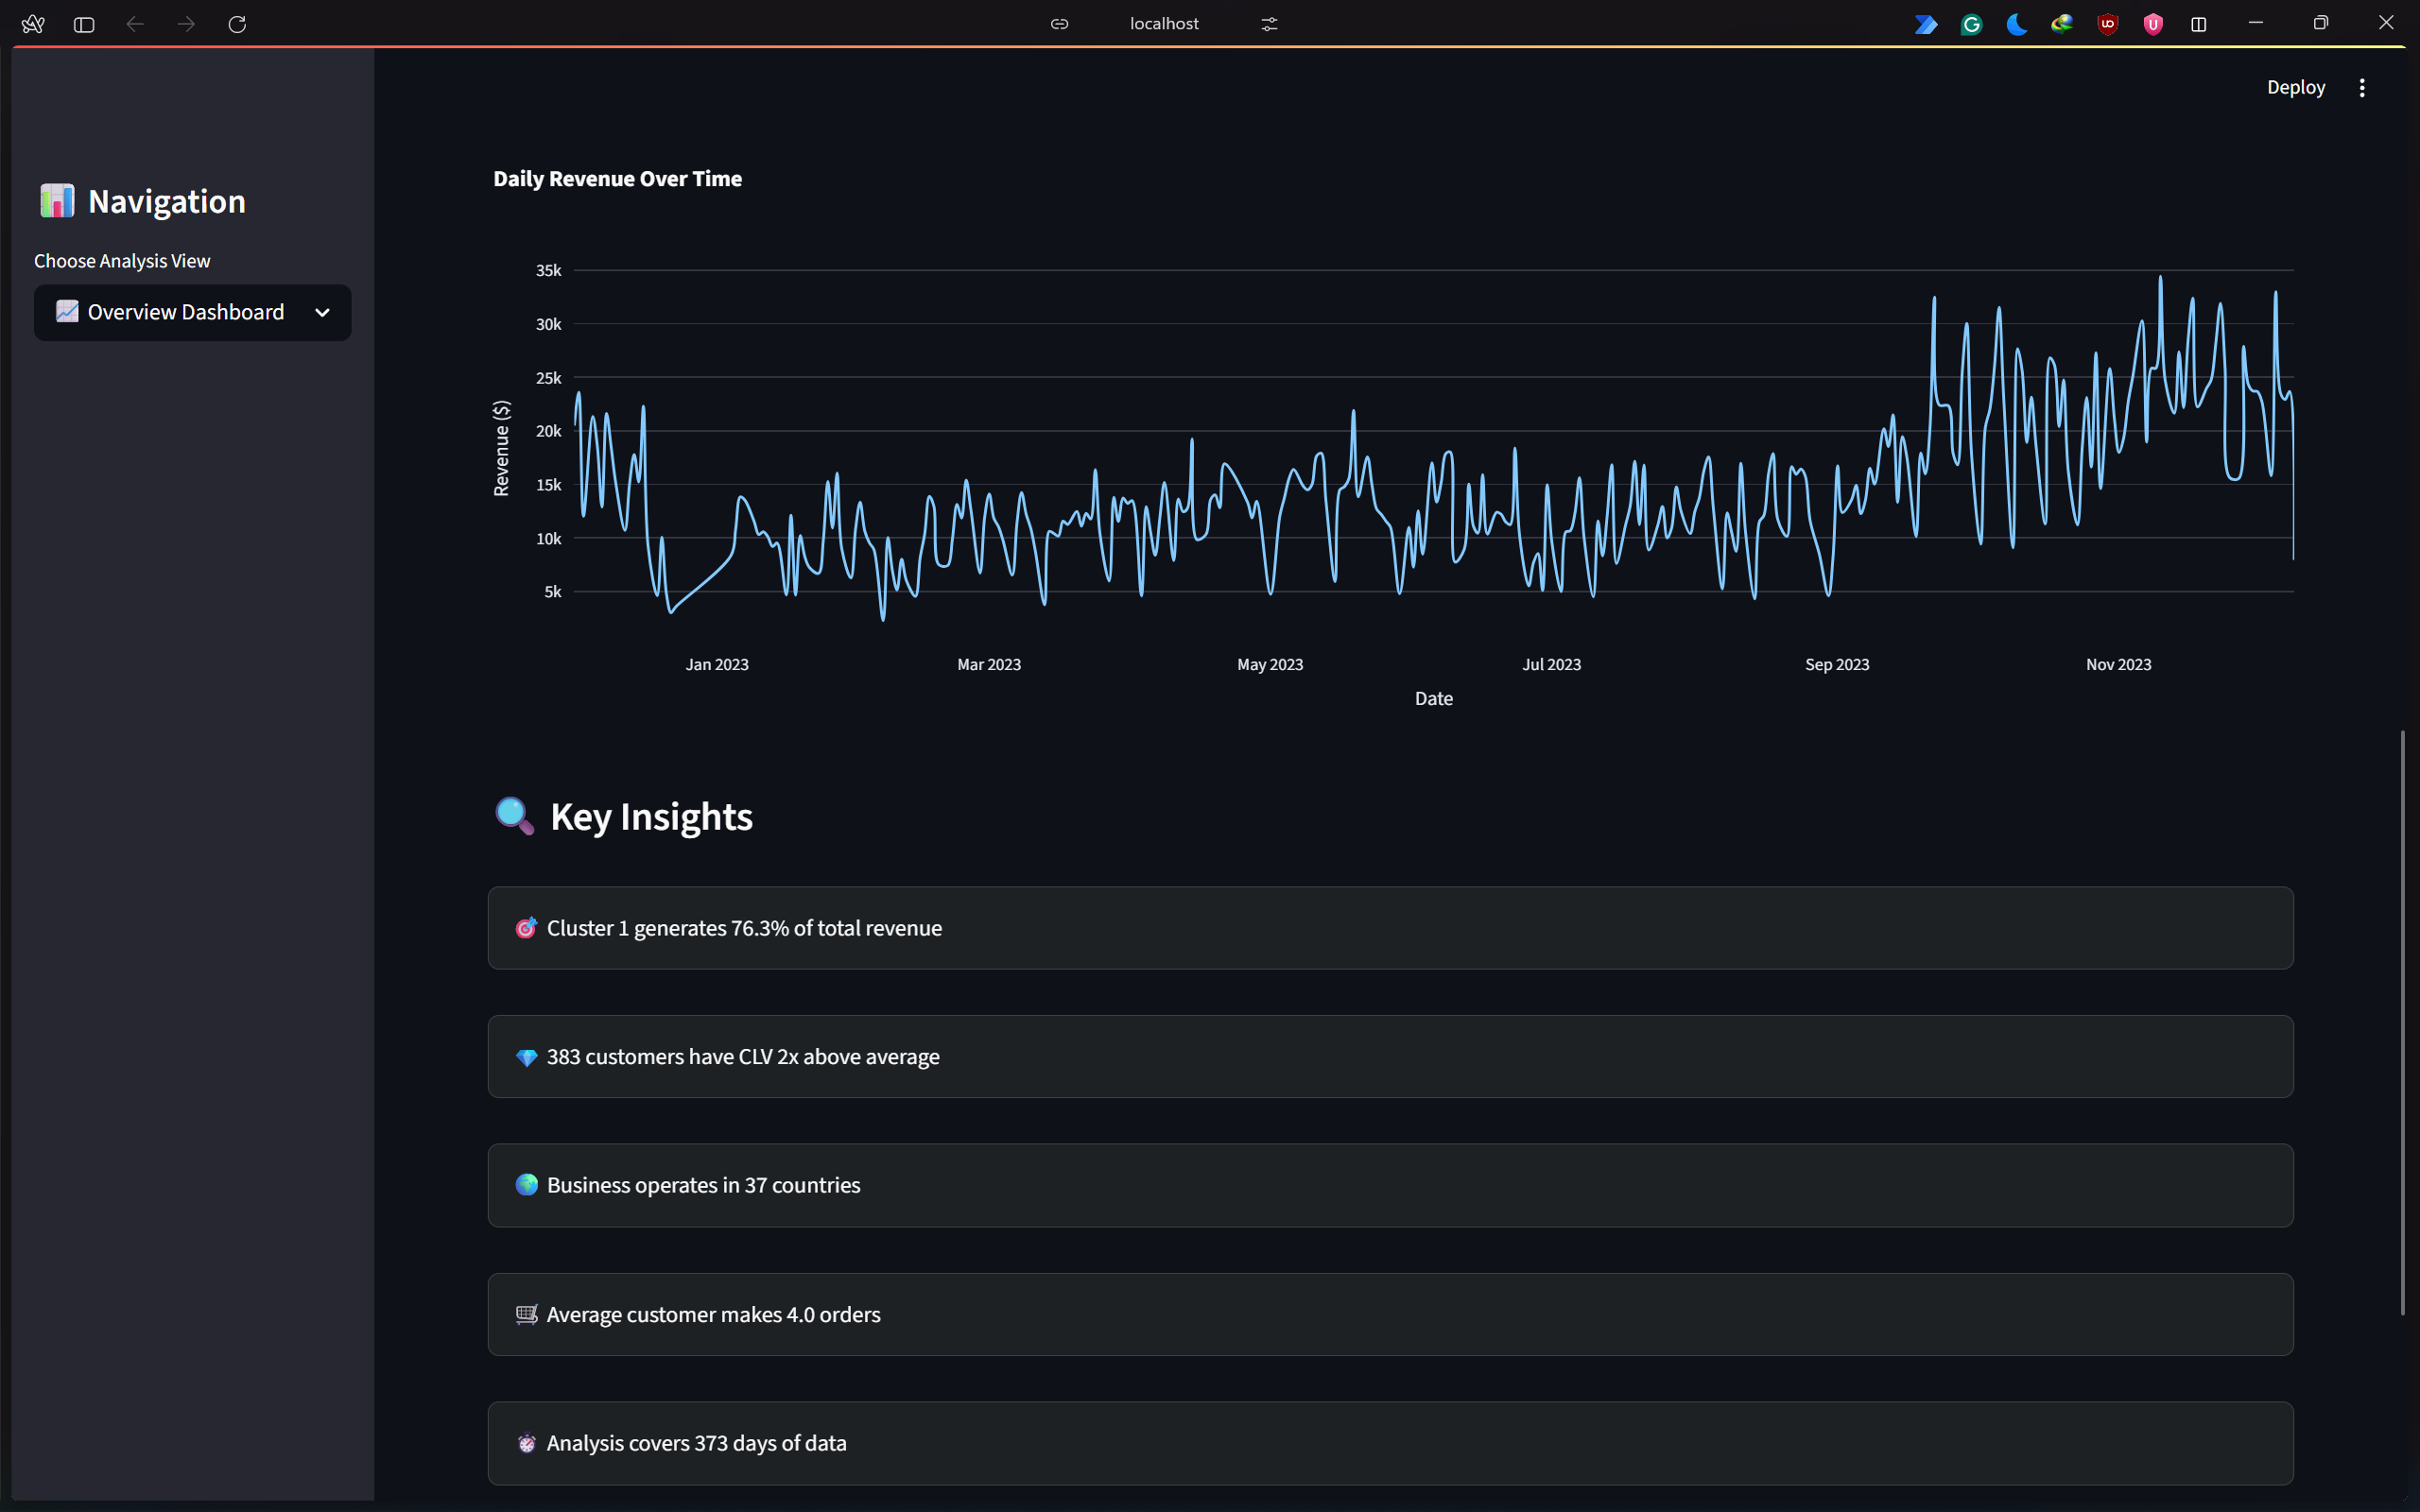 localhost
Deploy
Navigation
Choose Analysis View
Overview Dashboard
Daily Revenue Over Time
35k
30k
25k
20k
15k
10k
5k
Revenue ($)
Jan 2023
Mar 2023
May 2023
Jul 2023
Sep 2023
Nov 2023
Date
Key Insights
Cluster 1 generates 76.3% of total revenue
383 customers have CLV 2x above average
Business operates in 37 countries
Average customer makes 4.0 orders
Analysis covers 373 days of data